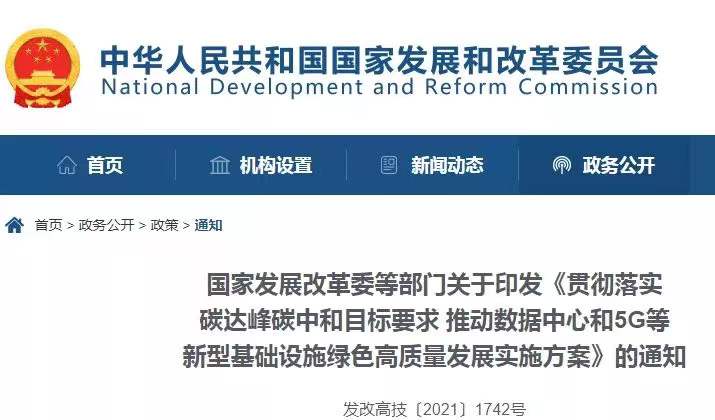 中华人民共和国国家发展和改革委员会
National Development and Reform Commission
首页 机构设置 新闻动态 政务公开
首页 > 政务公开 > 政策 > 通知
国家发展改革委等部门关于印发《贯彻落实
碳达峰碳中和目标要求 推动数据中心和5G等
新型基础设施绿色高质量发展实施方案》的通知
发改高技〔2021〕1742号